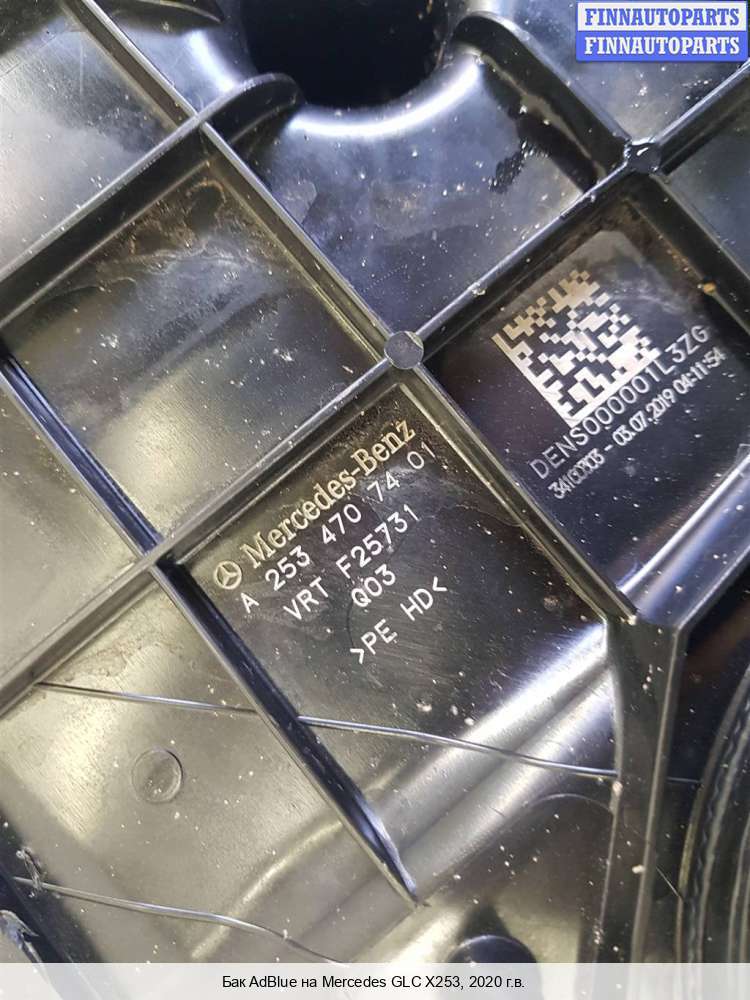 FINNAUTOPARTS
FINNAUTOPARTS
DENS000001L3ZG
34160303 - 03.07.2019 04:11:54
Mercedes-Benz
A 253 470 74 01
VRT F25731
Q03
>PE HD<
Бак AdBlue на Mercedes GLC X253, 2020 г.в.